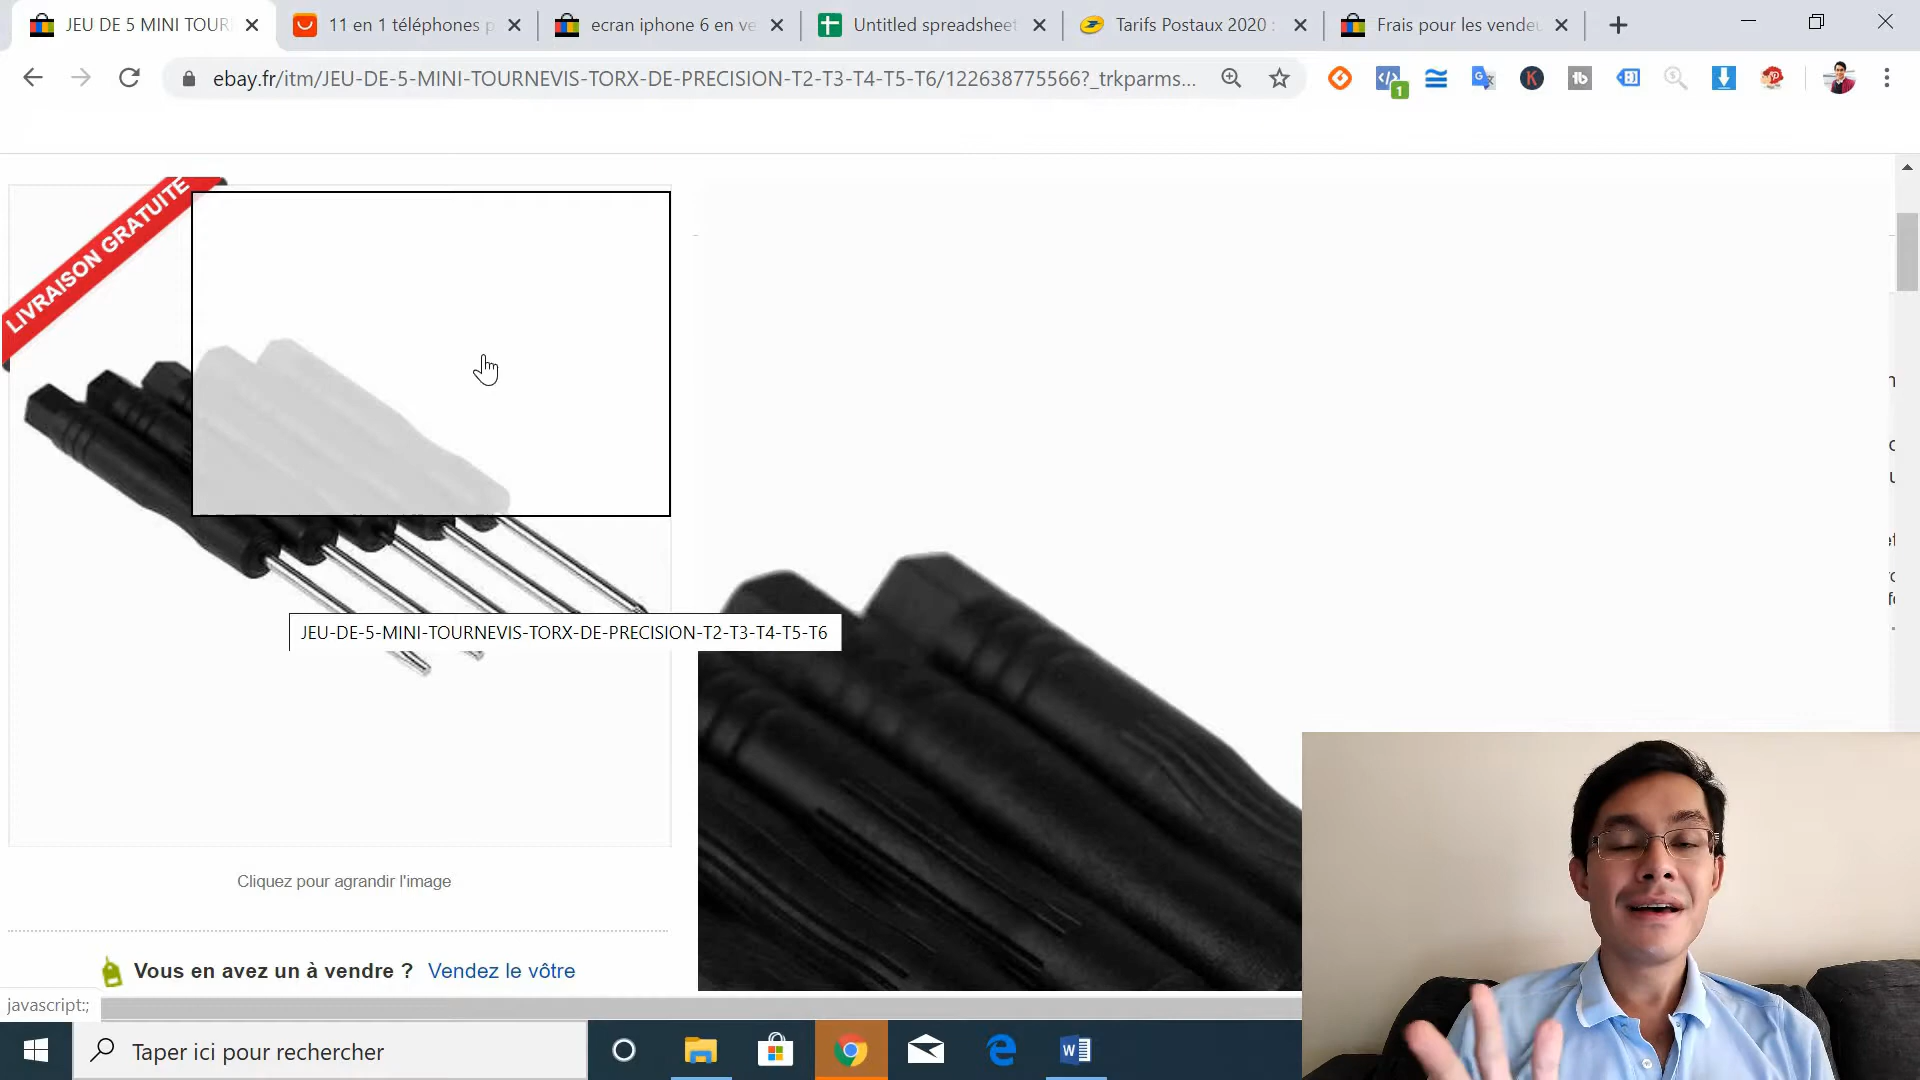 JEU DE 5 MINI TOUR
11 en 1 téléphones p
ecran iphone 6 en ve
Untitled spreadsheet
Tarifs Postaux 2020 :
Frais pour les vendeu
ebay.fr/itm/JEU-DE-5-MINI-TOURNEVIS-TORX-DE-PRECISION-T2-T3-T4-T5-T6/122638775566?_trkparms...
1
LIVRAISON GRATUITE
JEU-DE-5-MINI-TOURNEVIS-TORX-DE-PRECISION-T2-T3-T4-T5-T6
Cliquez pour agrandir l'image
Vous en avez un à vendre ? Vendez le vôtre
javascript:;
Taper ici pour rechercher